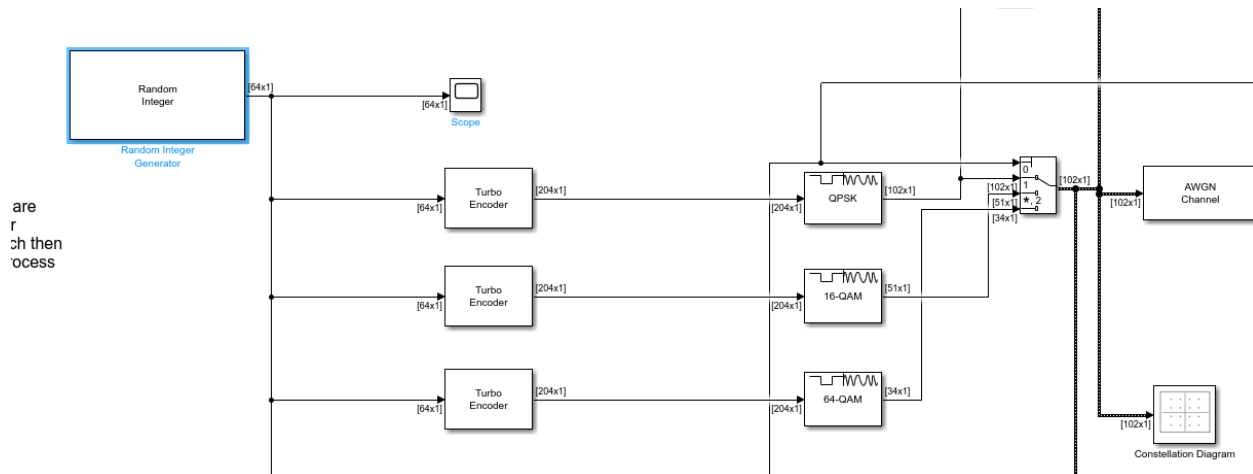 Random
Integer
[64x1]
Random Integer
Generator
[64x1]
Scope
are
r
ch then
ocess
Turbo
Encoder
[64x1]
[204x1]
[204x1]
QPSK
[102x1]
0
1
*, 2
[102x1]
[51x1]
[34x1]
[102x1]
[102x1]
AWGN
Channel
Turbo
Encoder
[64x1]
[204x1]
[204x1]
16-QAM
[51x1]
Turbo
Encoder
[64x1]
[204x1]
[204x1]
64-QAM
[34x1]
[102x1]
Constellation Diagram